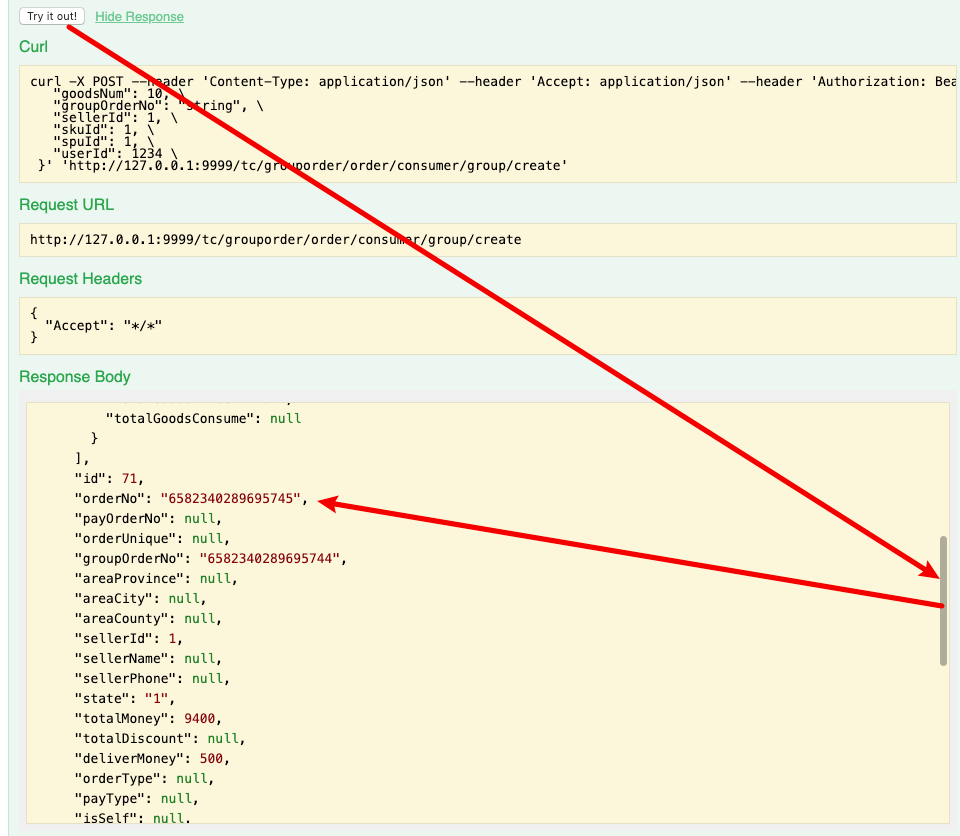 Try it out! Hide Response
Curl
curl -X POST --header 'Content-Type: application/json' --header 'Accept: application/json' --header 'Authorization: Bea
"goodsNum": 10, \
"groupOrderNo": "string", \
"sellerId": 1, \
"skuId": 1, \
"spuId": 1, \
"userId": 1234 \
}' 'http://127.0.0.1:9999/tc/grouporder/order/consumer/group/create'
Request URL
http://127.0.0.1:9999/tc/grouporder/order/consumer/group/create
Request Headers
{
"Accept": "*/*"
}
Response Body
"totalGoodsConsume": null
}
],
"id": 71,
"orderNo": "6582340289695745",
"payOrderNo": null,
"orderUnique": null,
"groupOrderNo": "6582340289695744",
"areaProvince": null,
"areaCity": null,
"areaCounty": null,
"sellerId": 1,
"sellerName": null,
"sellerPhone": null,
"state": "1",
"totalMoney": 9400,
"totalDiscount": null,
"deliverMoney": 500,
"orderType": null,
"payType": null,
"isSelf": null,